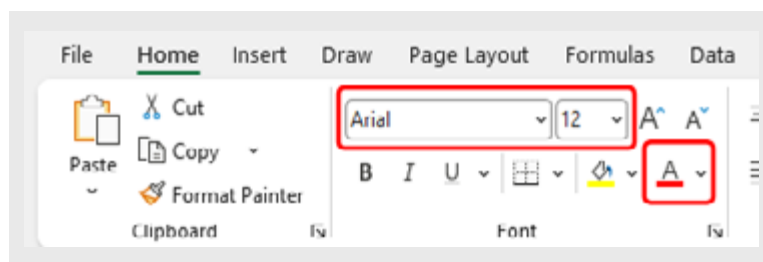 File Home Insert Draw Page Layout Formulas Data
Cut
Arial 12 A A
Copy
Paste
B I U A
Format Painter
Clipboard Font